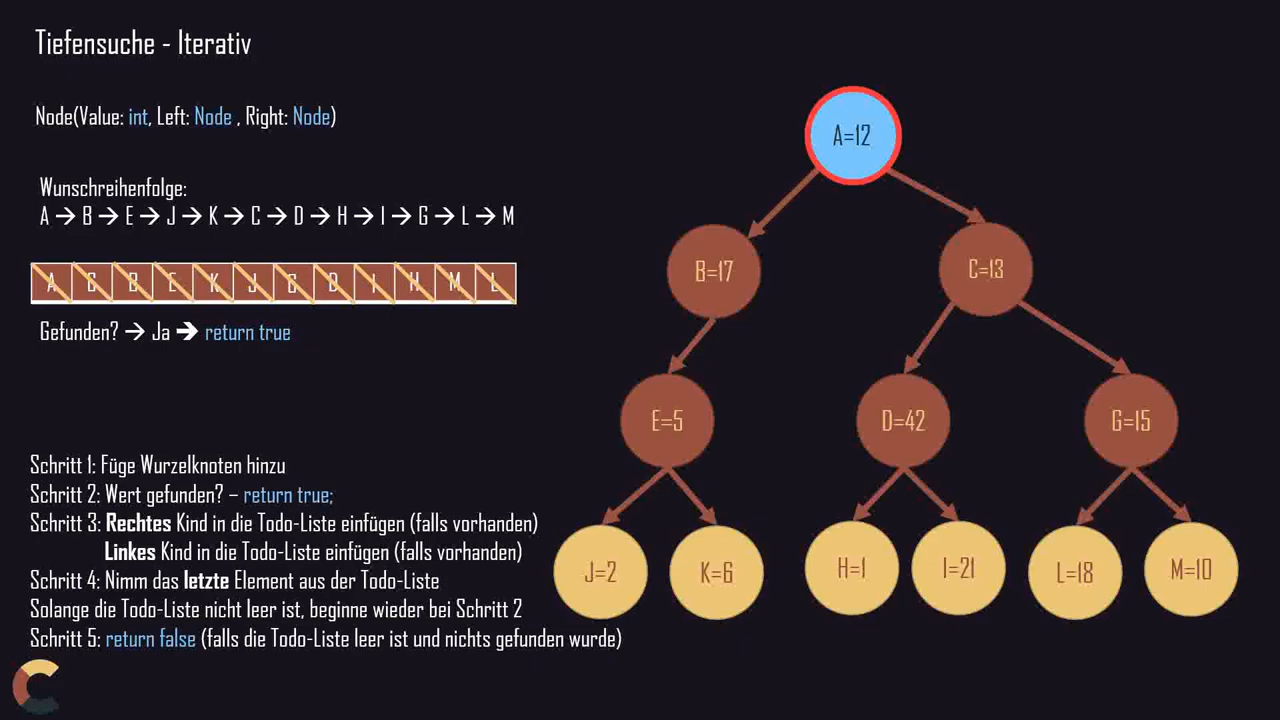 Tiefensuche - Iterativ
Node(Value: int, Left: Node , Right: Node)
Wunschreihenfolge:
A → B → E → J → K → C → D → H → I → G → L → M
A C B E K J G D I H M L
Gefunden? → Ja → return true
Schritt 1: Füge Wurzelknoten hinzu
Schritt 2: Wert gefunden? – return true;
Schritt 3: Rechtes Kind in die Todo-Liste einfügen (falls vorhanden)
Linkes Kind in die Todo-Liste einfügen (falls vorhanden)
Schritt 4: Nimm das letzte Element aus der Todo-Liste
Solange die Todo-Liste nicht leer ist, beginne wieder bei Schritt 2
Schritt 5: return false (falls die Todo-Liste leer ist und nichts gefunden wurde)
A=12
B=17
C=13
E=5
D=42
G=15
J=2
K=6
H=1
I=21
L=18
M=10